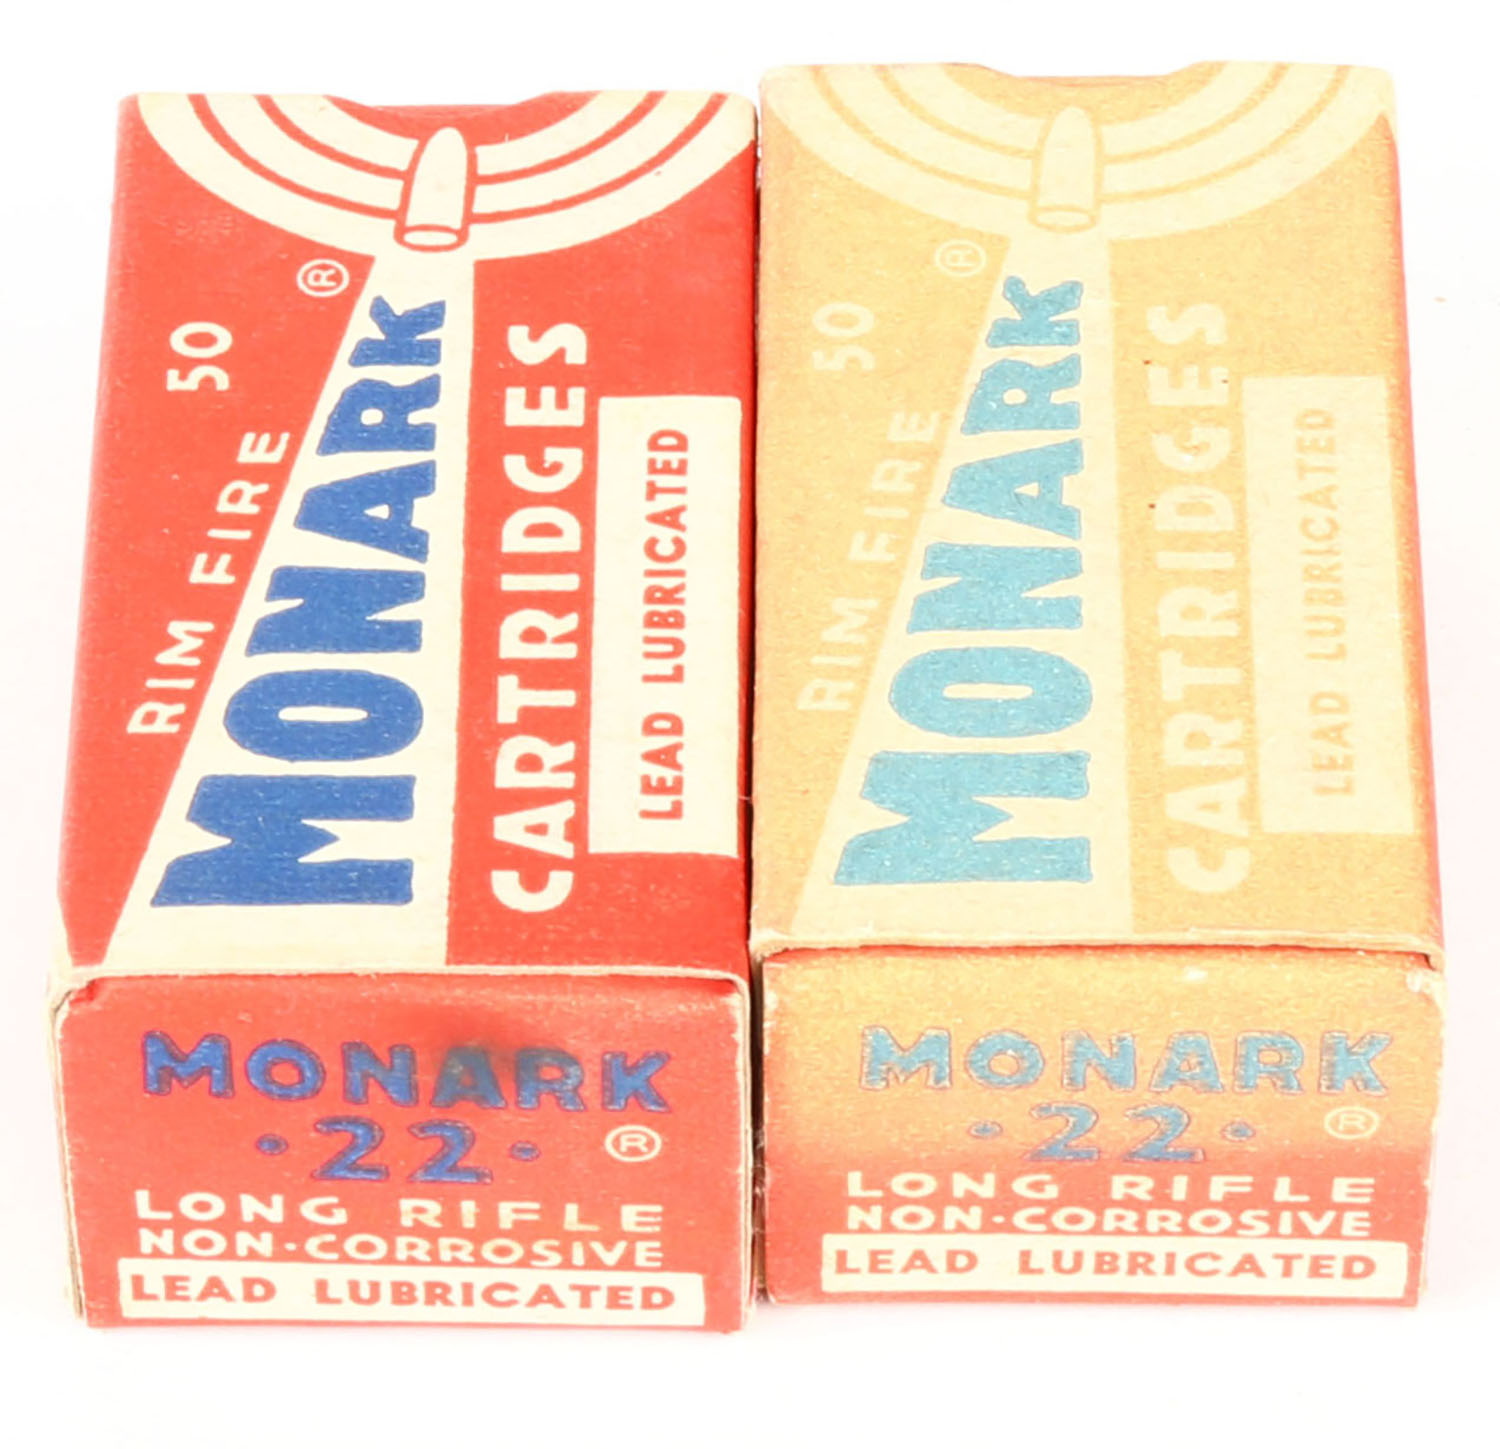 50
®
RIM FIRE
MONARK
CARTRIDGES
LEAD LUBRICATED
MONARK
·22· ®
LONG RIFLE
NON-CORROSIVE
LEAD LUBRICATED
50
®
RIM FIRE
MONARK
CARTRIDGES
LEAD LUBRICATED
MONARK
·22· ®
LONG RIFLE
NON-CORROSIVE
LEAD LUBRICATED